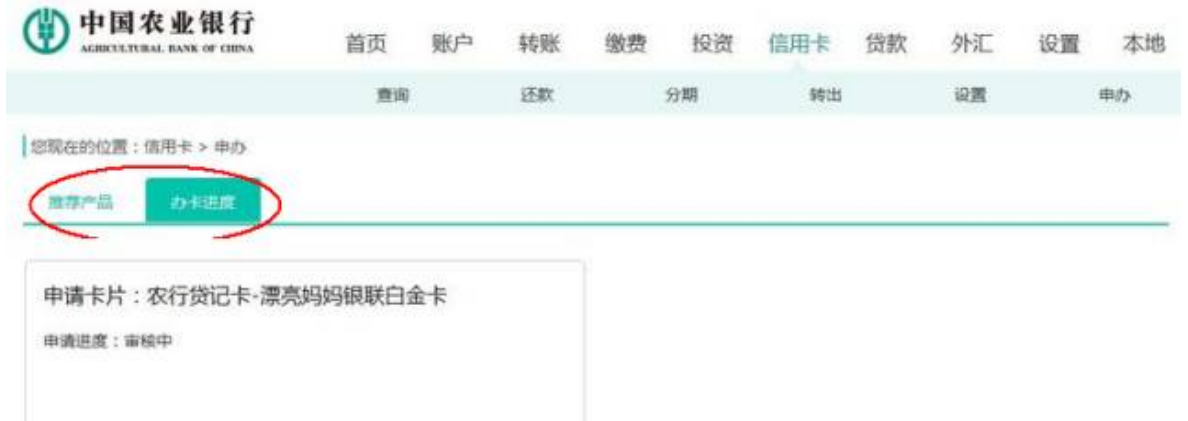 中国农业银行
AGRICULTURAL BANK OF CHINA
首页 账户 转账 缴费 投资 信用卡 贷款 外汇 设置 本地
查询 还款 分期 转出 设置 申办
您现在的位置：信用卡 > 申办
推荐产品 办卡进度
申请卡片：农行贷记卡-漂亮妈妈银联白金卡
申请进度：审核中